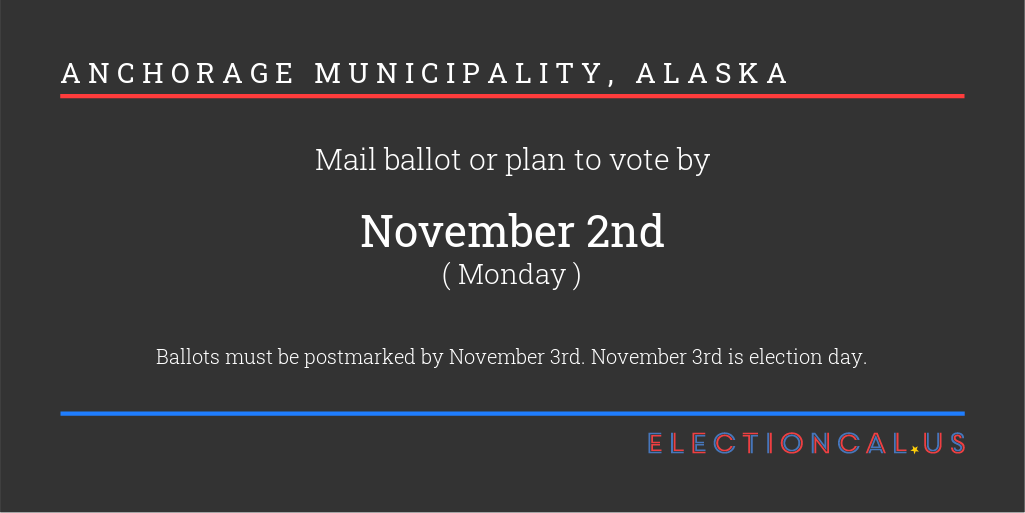 ANCHORAGE MUNICIPALITY, ALASKA
Mail ballot or plan to vote by
November 2nd
( Monday )
Ballots must be postmarked by November 3rd. November 3rd is election day.
ELECTIONCAL.US